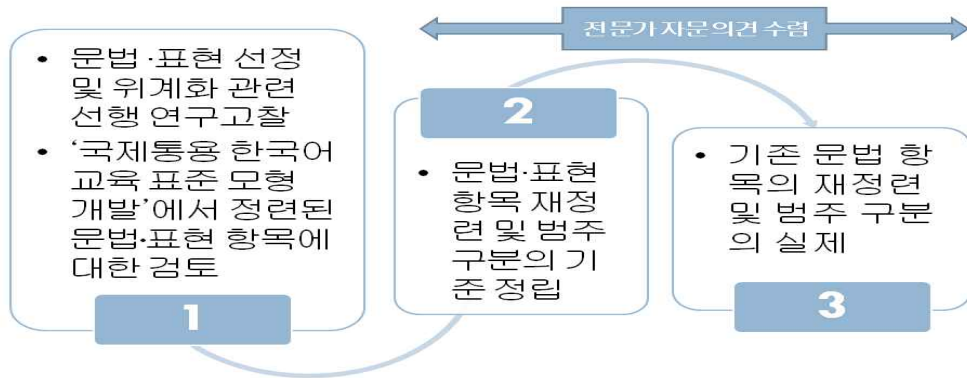 전문가 자문의견 수렴
• 문법·표현 선정
및 위계화 관련
선행 연구고찰
• ‘국제통용 한국어
교육 표준 모형
개발’에서 정련된
문법·표현 항목에
대한 검토
1
2
• 문법·표현
항목 재정
련 및 범주
구분의 기
준 정립
• 기존 문법 항
목의 재정련
및 범주 구분
의 실제
3